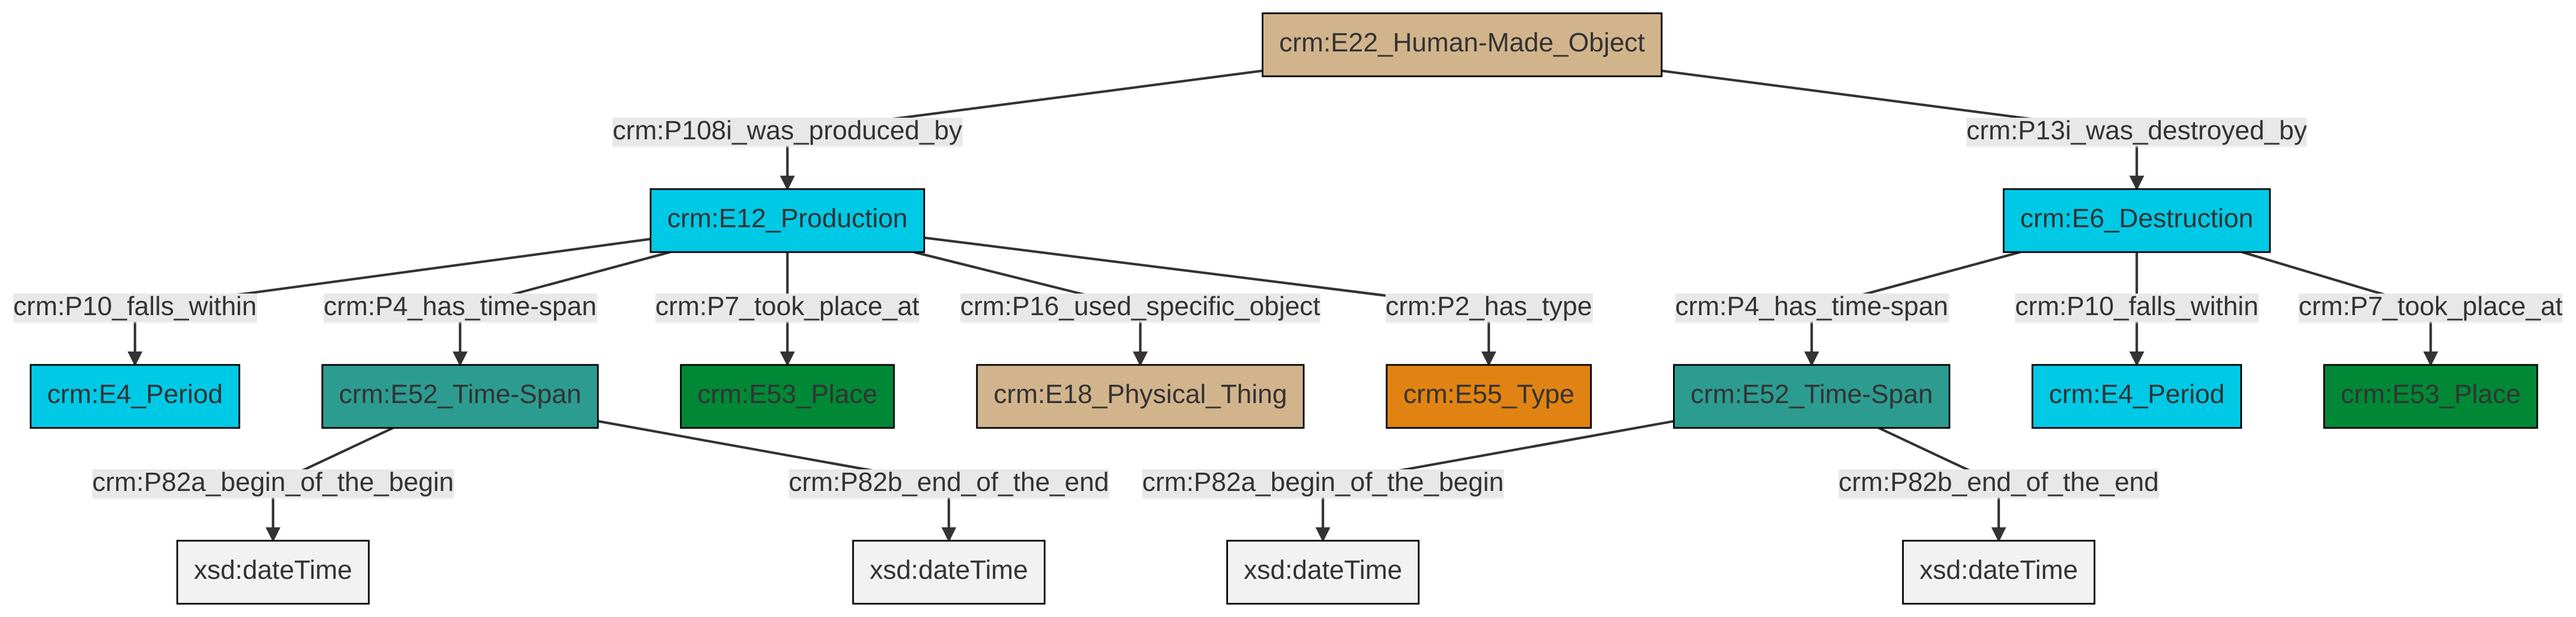 crm:E22_Human-Made_Object
crm:P108i_was_produced_by
crm:P13i_was_destroyed_by
crm:E12_Production
crm:E6_Destruction
crm:P10_falls_within
crm:P4_has_time-span
crm:P7_took_place_at
crm:P16_used_specific_object
crm:P2_has_type
crm:P4_has_time-span
crm:P10_falls_within
crm:P7_took_place_at
crm:E4_Period
crm:E52_Time-Span
crm:E53_Place
crm:E18_Physical_Thing
crm:E55_Type
crm:E52_Time-Span
crm:E4_Period
crm:E53_Place
crm:P82a_begin_of_the_begin
crm:P82b_end_of_the_end
crm:P82a_begin_of_the_begin
crm:P82b_end_of_the_end
xsd:dateTime
xsd:dateTime
xsd:dateTime
xsd:dateTime